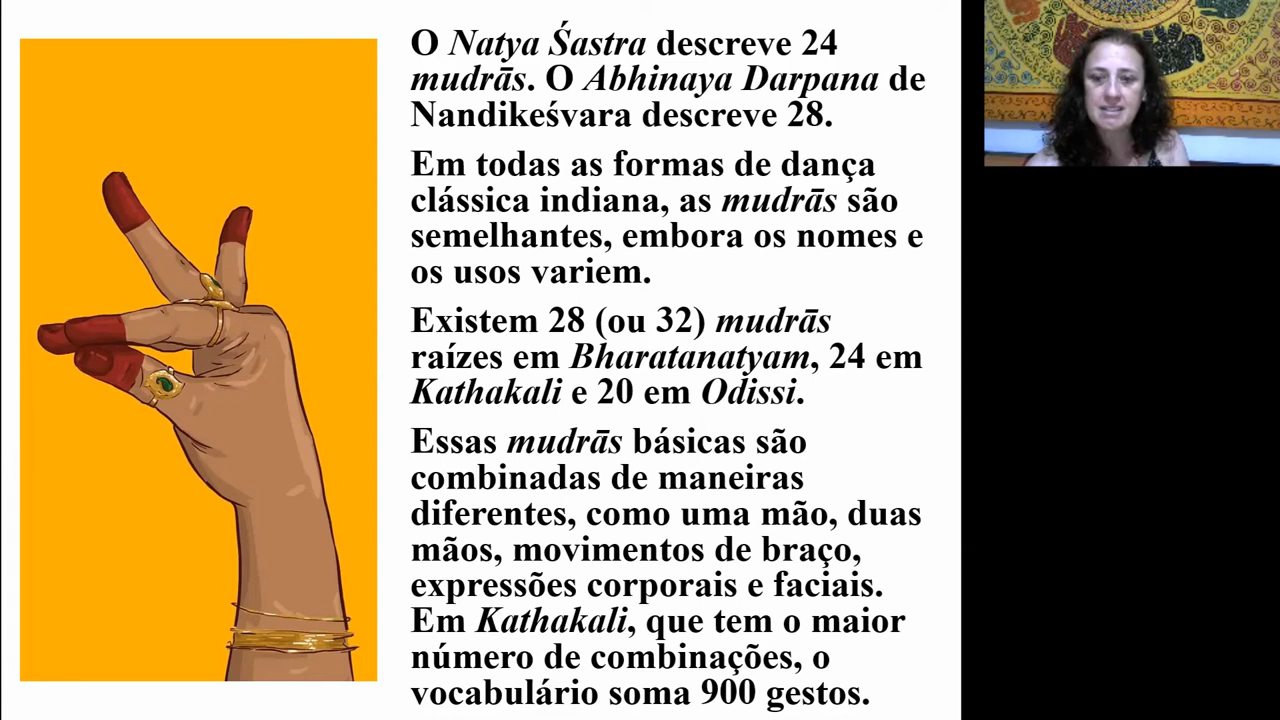 O Natya Śastra descreve 24
mudrās. O Abhinaya Darpana de
Nandikeśvara descreve 28.
Em todas as formas de dança
clássica indiana, as mudrās são
semelhantes, embora os nomes e
os usos variem.
Existem 28 (ou 32) mudrās
raízes em Bharatanatyam, 24 em
Kathakali e 20 em Odissi.
Essas mudrās básicas são
combinadas de maneiras
diferentes, como uma mão, duas
mãos, movimentos de braço,
expressões corporais e faciais.
Em Kathakali, que tem o maior
número de combinações, o
vocabulário soma 900 gestos.